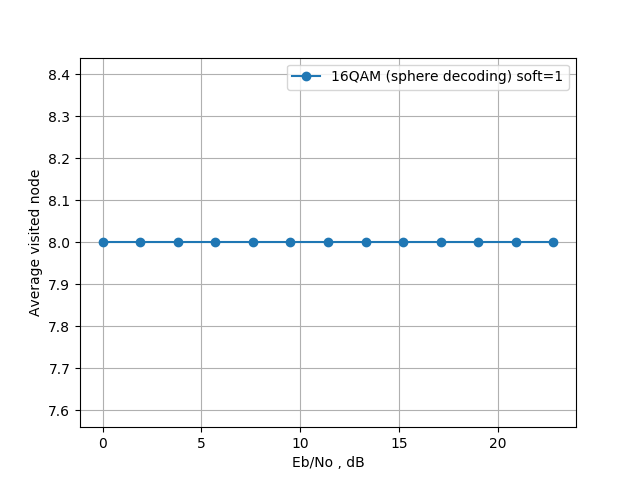 16QAM (sphere decoding) soft=1
8.4
8.3
8.2
8.1
8.0
7.9
7.8
7.7
7.6
Average visited node
0 5 10 15 20
Eb/No , dB